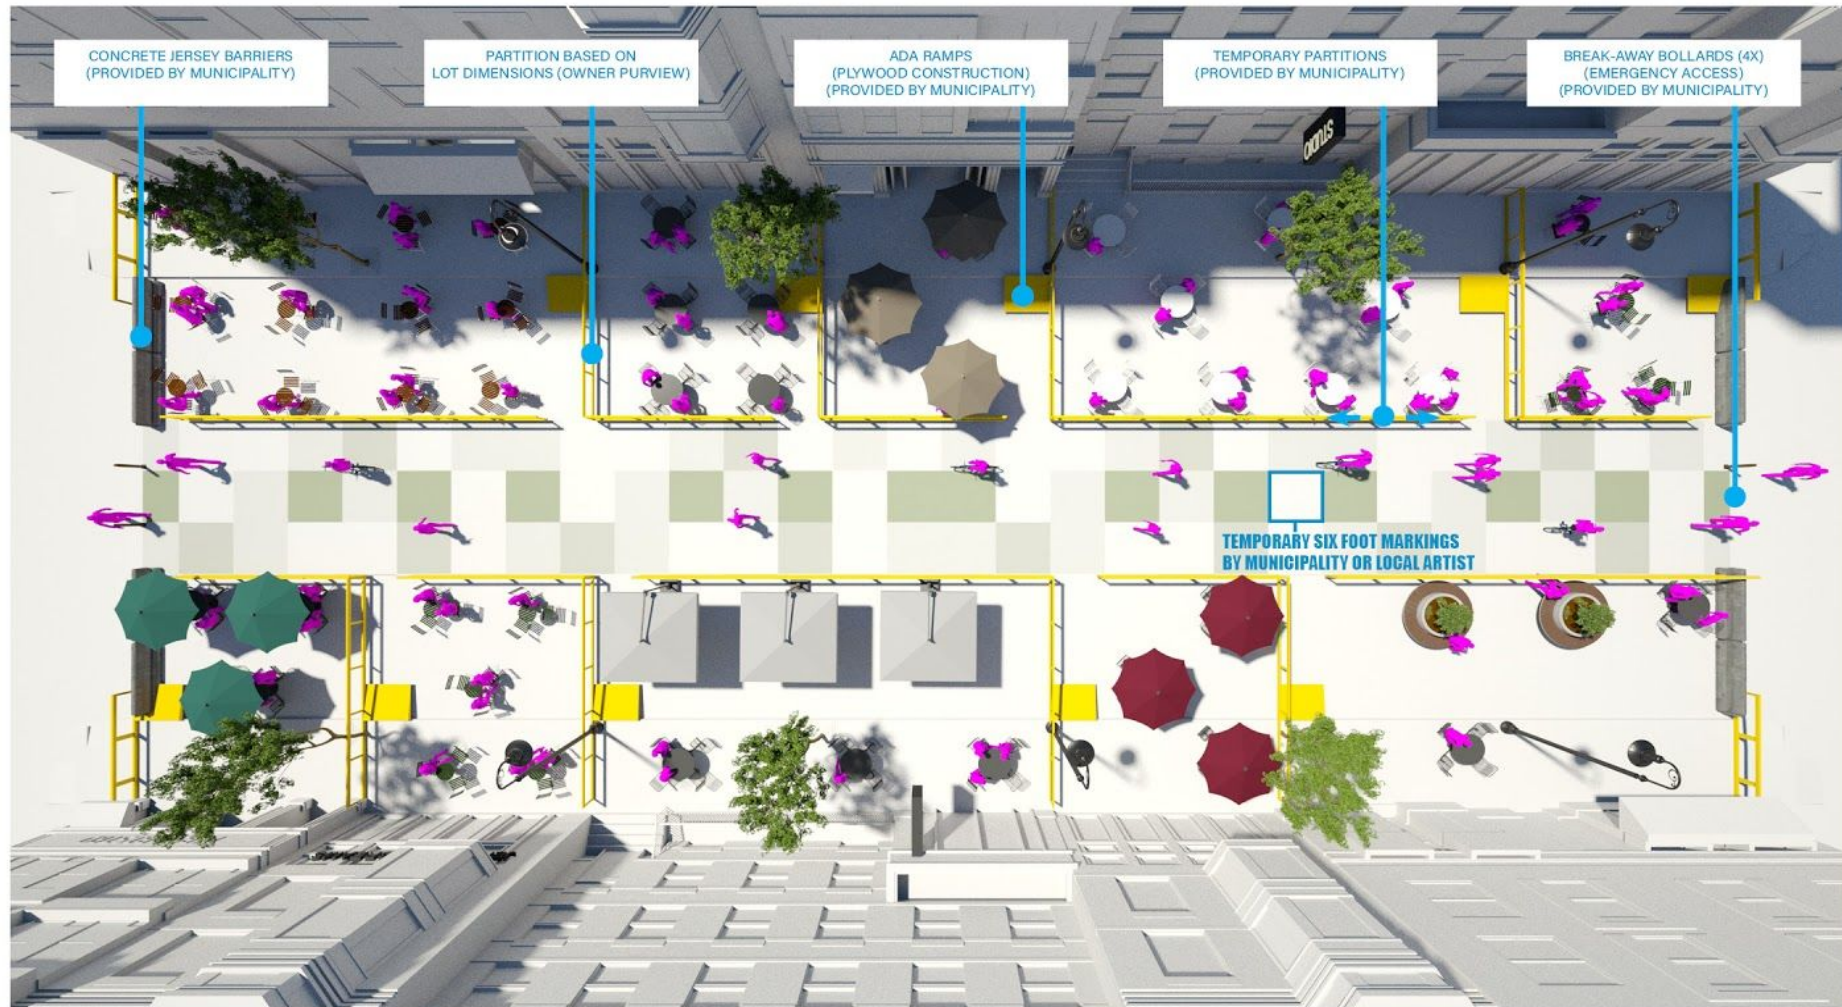 CONCRETE JERSEY BARRIERS
(PROVIDED BY MUNICIPALITY)
PARTITION BASED ON
LOT DIMENSIONS (OWNER PURVIEW)
ADA RAMPS
(PLYWOOD CONSTRUCTION)
(PROVIDED BY MUNICIPALITY)
TEMPORARY PARTITIONS
(PROVIDED BY MUNICIPALITY)
BREAK-AWAY BOLLARDS (4X)
(EMERGENCY ACCESS)
(PROVIDED BY MUNICIPALITY)
STUDIO
TEMPORARY SIX FOOT MARKINGS
BY MUNICIPALITY OR LOCAL ARTIST